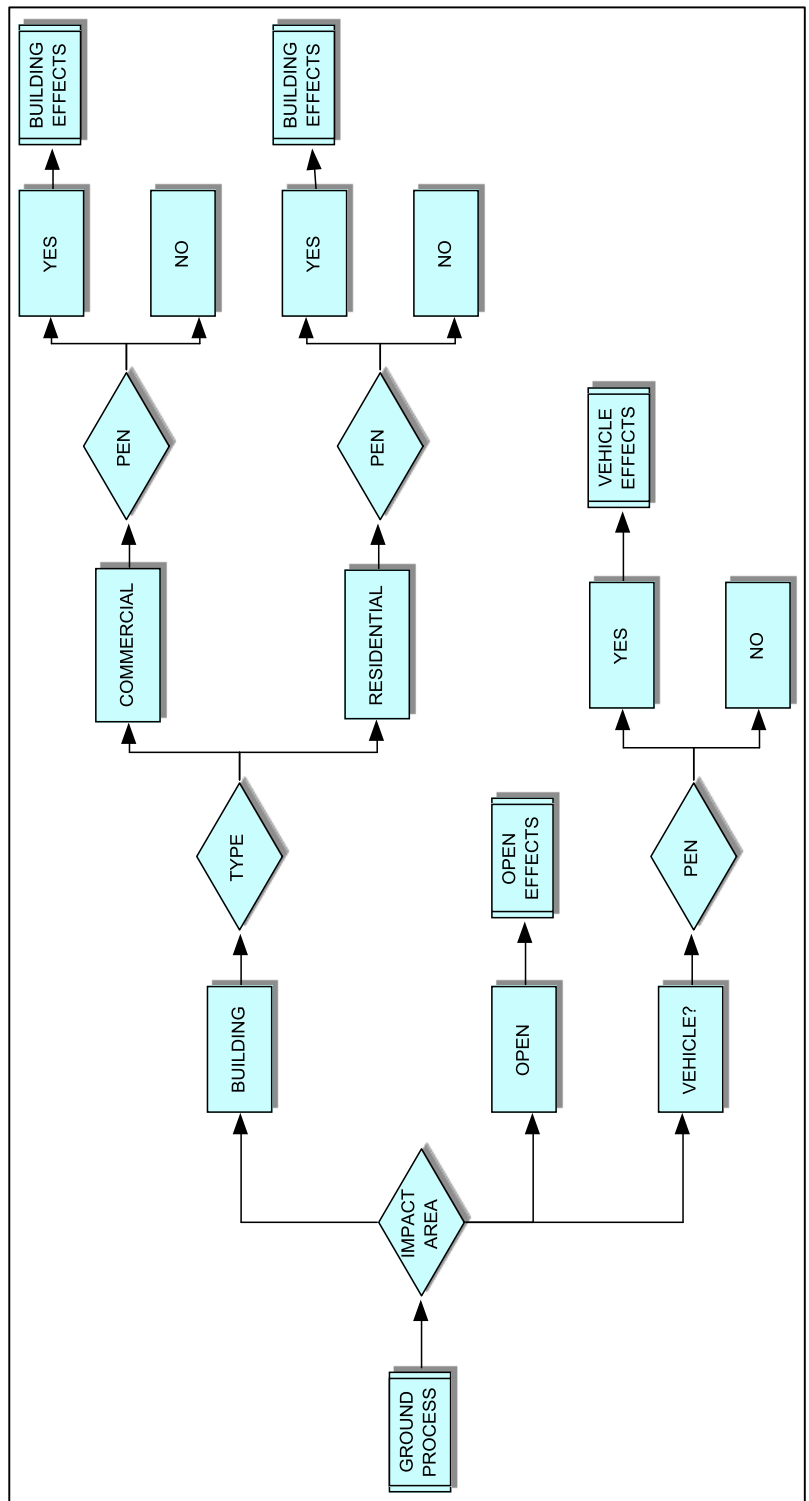 GROUND
PROCESS
IMPACT
AREA
BUILDING
TYPE
COMMERCIAL
PEN
YES
BUILDING
EFFECTS
NO
RESIDENTIAL
PEN
YES
BUILDING
EFFECTS
NO
OPEN
OPEN
EFFECTS
VEHICLE?
PEN
YES
VEHICLE
EFFECTS
NO